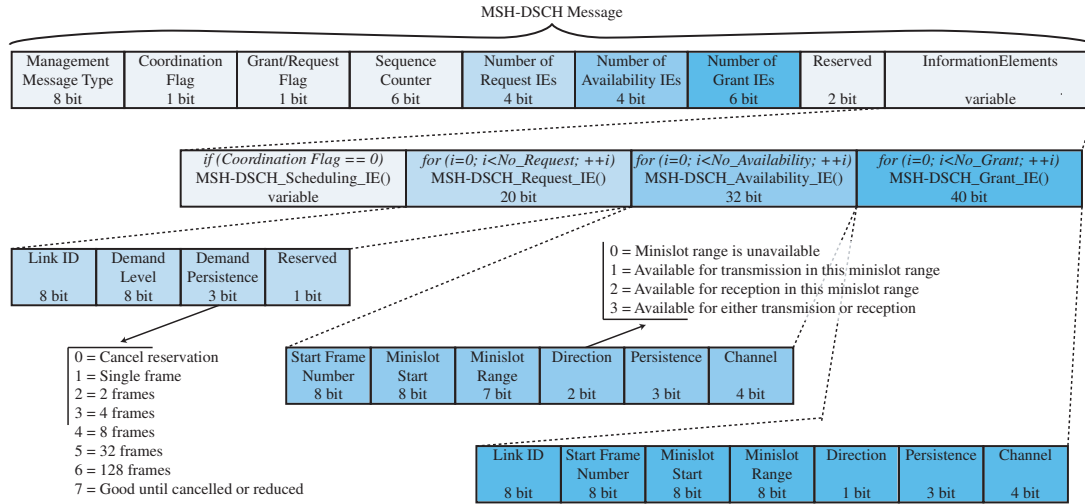 MSH-DSCH Message
Management Message Type 8 bit
Coordination Flag 1 bit
Grant/Request Flag 1 bit
Sequence Counter 6 bit
Number of Request IEs 4 bit
Number of Availability IEs 4 bit
Number of Grant IEs 6 bit
Reserved 2 bit
InformationElements variable
if (Coordination Flag == 0)
MSH-DSCH_Scheduling_IE()
variable
for (i=0; i<No_Request; ++i)
MSH-DSCH_Request_IE()
20 bit
for (i=0; i<No_Availability; ++i)
MSH-DSCH_Availability_IE()
32 bit
for (i=0; i<No_Grant; ++i)
MSH-DSCH_Grant_IE()
40 bit
Link ID 8 bit
Demand Level 8 bit
Demand Persistence 3 bit
Reserved 1 bit
0 = Minislot range is unavailable
1 = Available for transmission in this minislot range
2 = Available for reception in this minislot range
3 = Available for either transmision or reception
0 = Cancel reservation
1 = Single frame
2 = 2 frames
3 = 4 frames
4 = 8 frames
5 = 32 frames
6 = 128 frames
7 = Good until cancelled or reduced
Start Frame Number 8 bit
Minislot Start 8 bit
Minislot Range 7 bit
Direction 2 bit
Persistence 3 bit
Channel 4 bit
Link ID 8 bit
Start Frame Number 8 bit
Minislot Start 8 bit
Minislot Range 8 bit
Direction 1 bit
Persistence 3 bit
Channel 4 bit